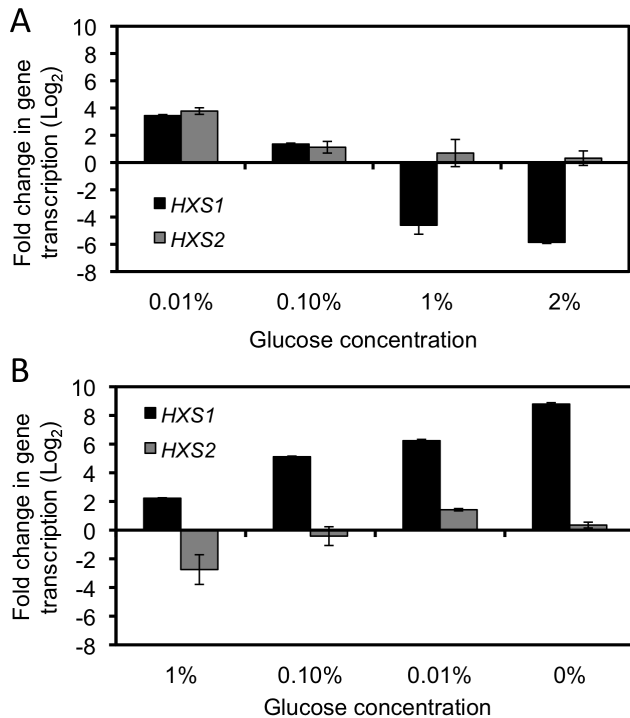 A
Fold change in gene
transcription (Log2)
10
8
6
4
2
0
-2
-4
-6
-8
HXS1
HXS2
0.01% 0.10% 1% 2%
Glucose concentration
B
Fold change in gene
transcription (Log2)
10
8
6
4
2
0
-2
-4
-6
-8
HXS1
HXS2
1% 0.10% 0.01% 0%
Glucose concentration